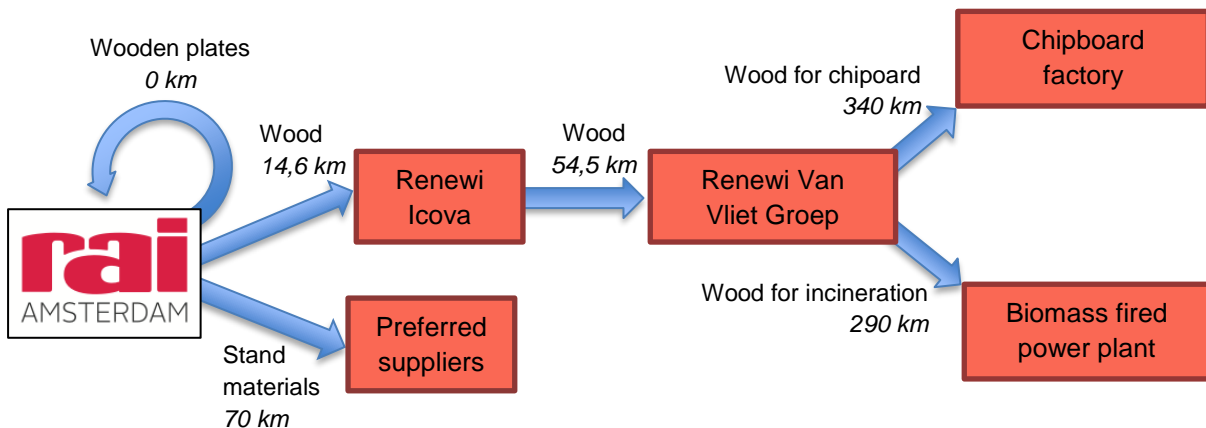 Wooden plates
0 km
Wood
14,6 km
Wood
54,5 km
Wood for chipoard
340 km
Chipboard
factory
rai
AMSTERDAM
Renewi
Icova
Renewi Van
Vliet Groep
Stand
materials
70 km
Preferred
suppliers
Wood for incineration
290 km
Biomass fired
power plant